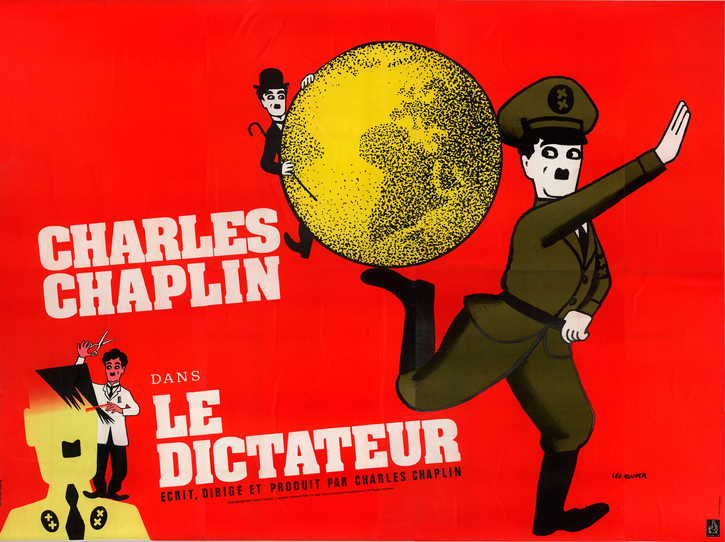 CHARLES
CHAPLIN
DANS
LE
DICTATEUR
ECRIT, DIRIGE ET PRODUIT PAR CHARLES CHAPLIN
LÉO KOUPER